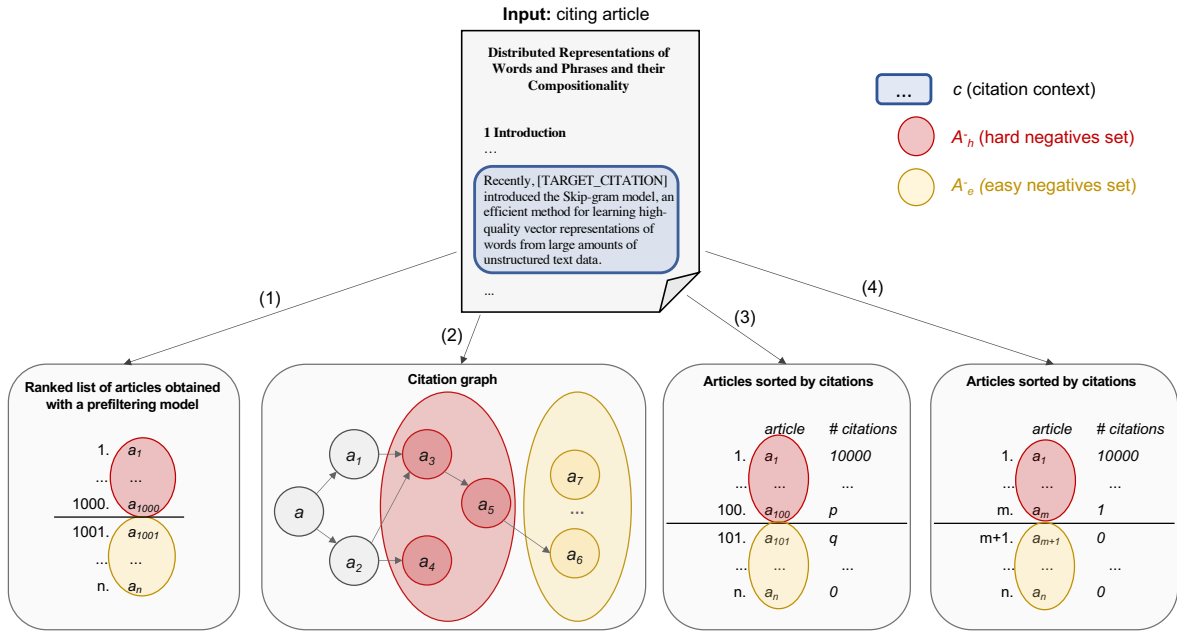 Input: citing article
Distributed Representations of
Words and Phrases and their
Compositionality
1 Introduction
...
Recently, [TARGET_CITATION]
introduced the Skip-gram model, an
efficient method for learning high-
quality vector representations of
words from large amounts of
unstructured text data.
...
... c (citation context)
A-h (hard negatives set)
A-e (easy negatives set)
(1)
(2)
(3)
(4)
Ranked list of articles obtained
with a prefiltering model
1. a1
... ...
1000. a1000
1001. a1001
... ...
n. an
Citation graph
a
a1
a2
a3
a4
a5
a7
...
a6
Articles sorted by citations
article # citations
1. a1 10000
... ... ...
100. a100 p
101. a101 q
... ... ...
n. an 0
Articles sorted by citations
article # citations
1. a1 10000
... ... ...
m. am 1
m+1. am+1 0
... ... ...
n. an 0